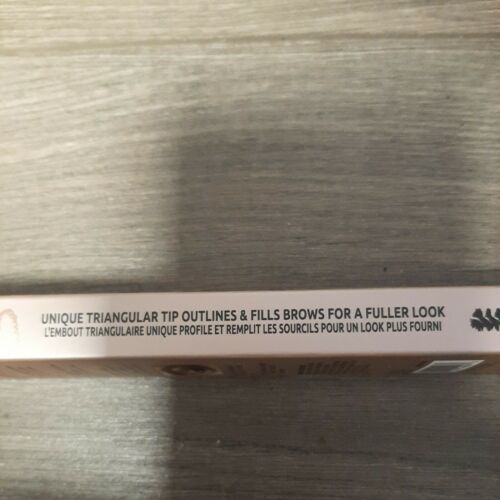 UNIQUE TRIANGULAR TIP OUTLINES & FILLS BROWS FOR A FULLER LOOK
L'EMBOUT TRIANGULAIRE UNIQUE PROFILE ET REMPLIT LES SOURCILS POUR UN LOOK PLUS FOURNI